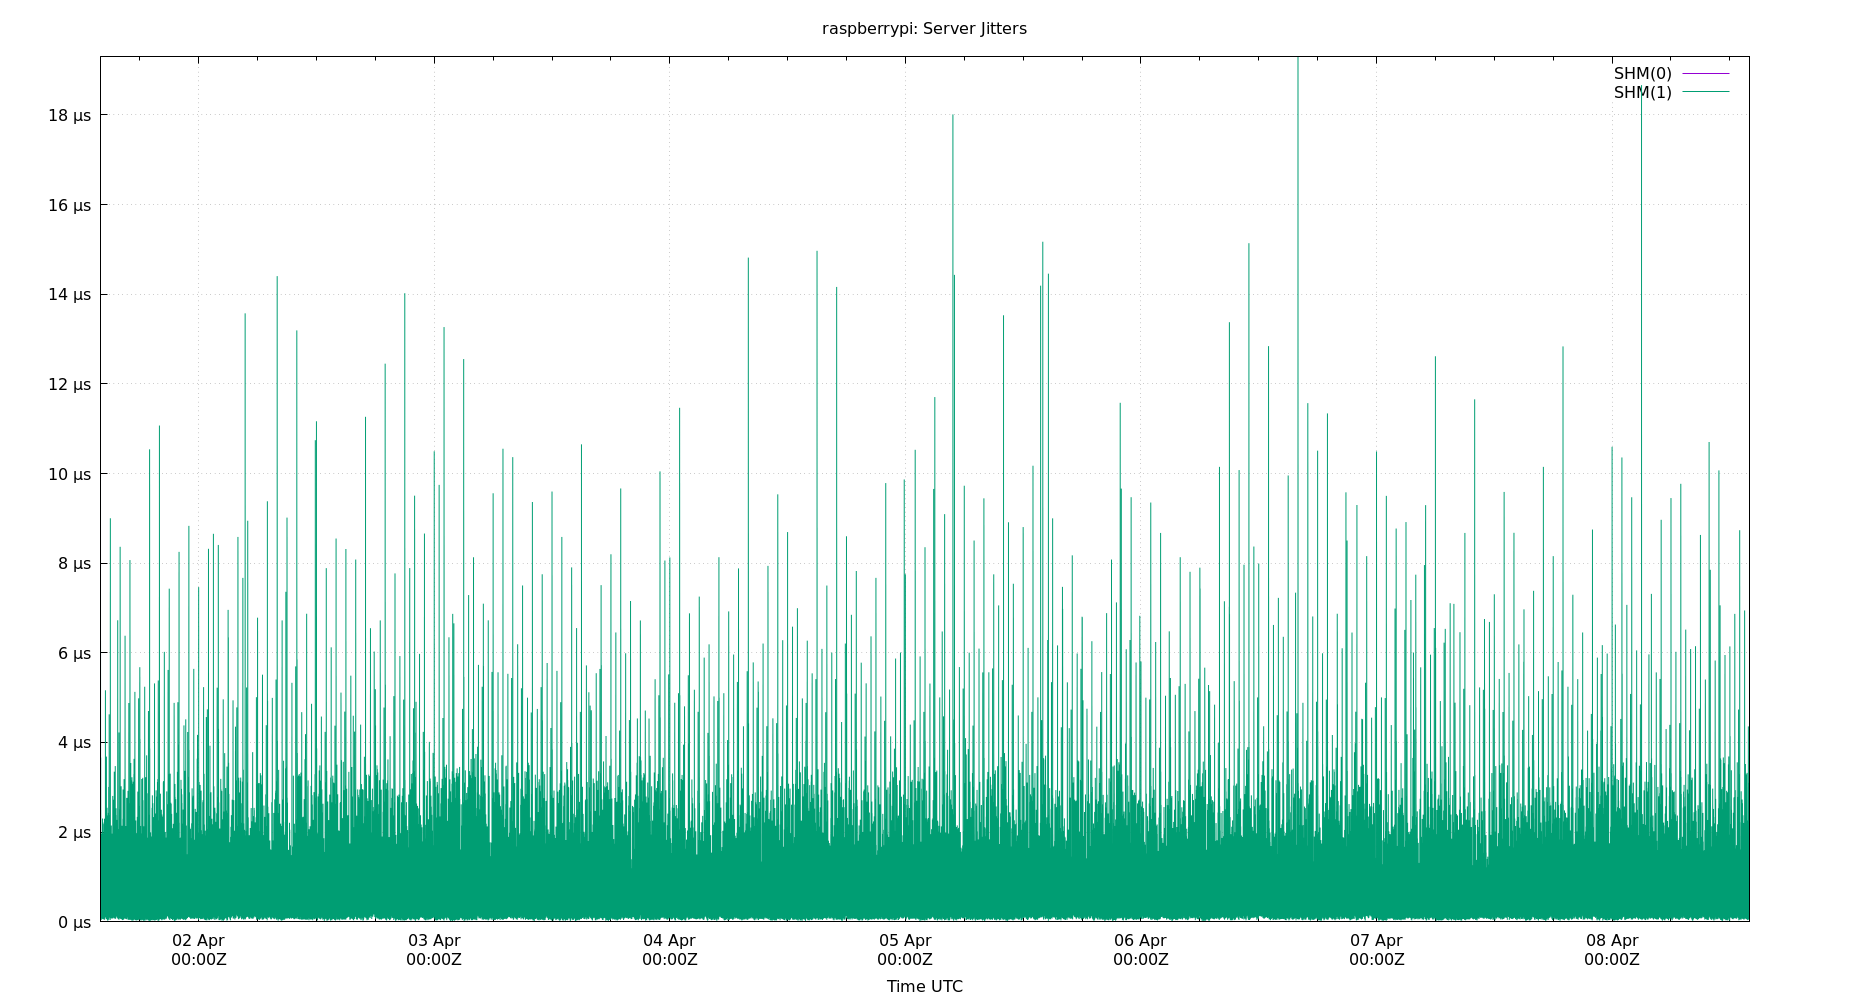 raspberrypi: Server Jitters
SHM(0)
SHM(1)
18 µs
16 µs
14 µs
12 µs
10 µs
8 µs
6 µs
4 µs
2 µs
0 µs
02 Apr 03 Apr 04 Apr 05 Apr 06 Apr 07 Apr 08 Apr
00:00Z 00:00Z 00:00Z 00:00Z 00:00Z 00:00Z 00:00Z
Time UTC